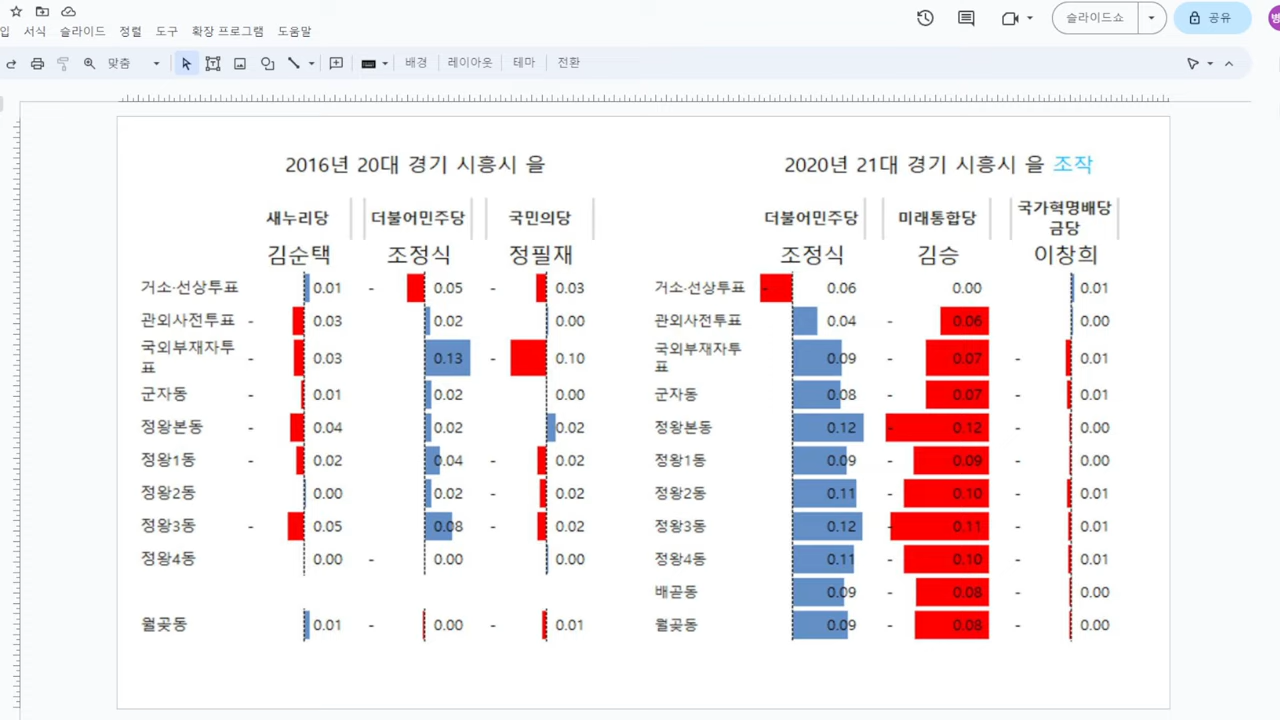 입 서식 슬라이드 정렬 도구 확장 프로그램 도움말
슬라이드쇼
공유
맞춤
배경 레이아웃 테마 전환
2016년 20대 경기 시흥시 을
새누리당 더불어민주당 국민의당
김순택 조정식 정필재
거소·선상투표 0.01 - 0.05 - 0.03
관외사전투표 - 0.03 0.02 0.00
국외부재자투
표 - 0.03 0.13 - 0.10
군자동 - 0.01 0.02 0.00
정왕본동 - 0.04 0.02 0.02
정왕1동 - 0.02 0.04 - 0.02
정왕2동 0.00 0.02 - 0.02
정왕3동 - 0.05 0.08 - 0.02
정왕4동 0.00 - 0.00 0.00
월곶동 0.01 - 0.00 - 0.01
2020년 21대 경기 시흥시 을 조작
더불어민주당 미래통합당 국가혁명배당
금당
조정식 김승 이창희
거소·선상투표 - 0.06 0.00 0.01
관외사전투표 0.04 - 0.06 0.00
국외부재자투
표 0.09 - 0.07 - 0.01
군자동 0.08 - 0.07 - 0.01
정왕본동 0.12 - 0.12 - 0.00
정왕1동 0.09 - 0.09 - 0.00
정왕2동 0.11 - 0.10 - 0.01
정왕3동 0.12 - 0.11 - 0.01
정왕4동 0.11 - 0.10 - 0.01
배곧동 0.09 - 0.08 - 0.00
월곶동 0.09 - 0.08 - 0.00